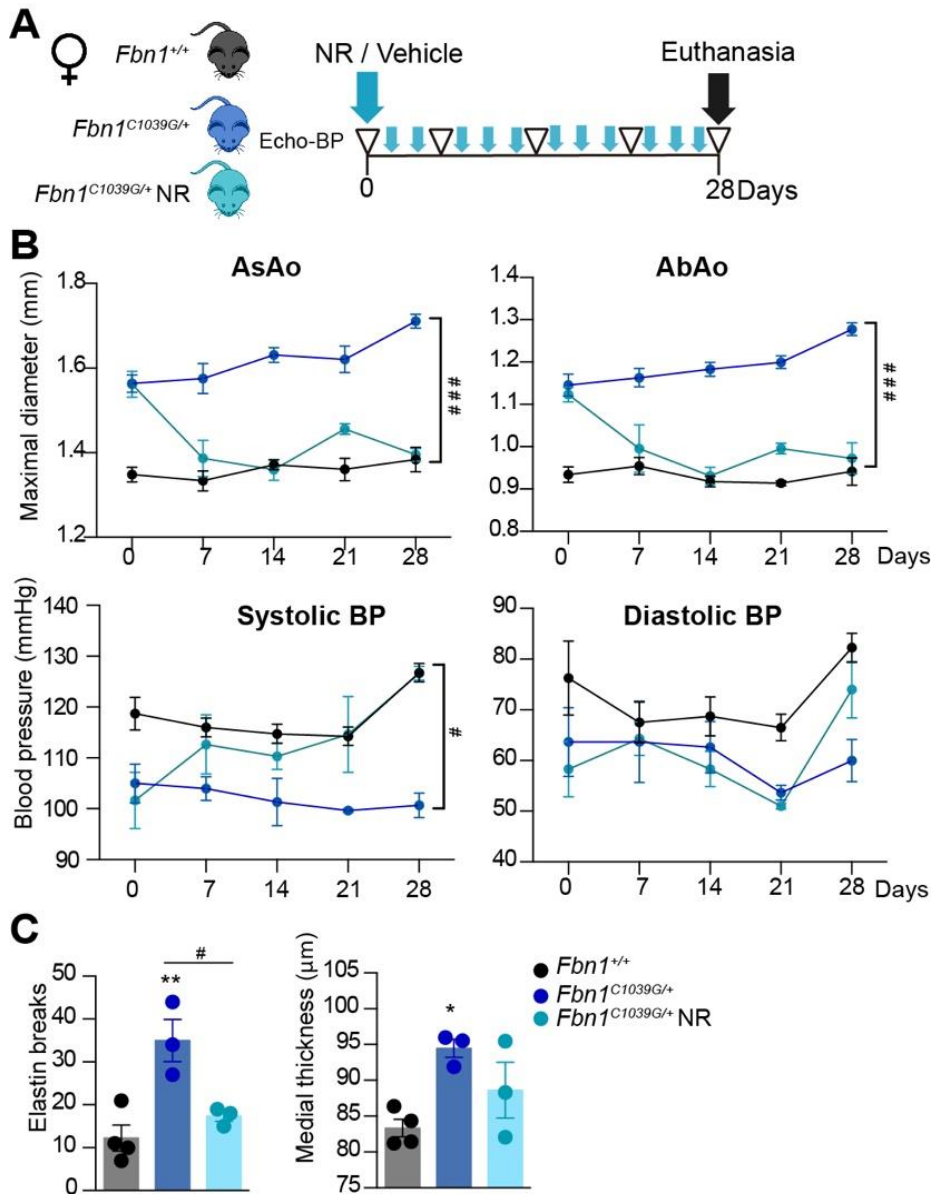 A
♀
Fbn1+/+
Fbn1C1039G/+
Fbn1C1039G/+ NR
NR / Vehicle
Euthanasia
Echo-BP
0
28Days
B
AsAo
Maximal diameter (mm)
1.8
1.6
1.4
1.2
0 7 14 21 28
###
AbAo
1.4
1.3
1.2
1.1
1.0
0.9
0.8
0 7 14 21 28 Days
###
Systolic BP
Blood pressure (mmHg)
140
130
120
110
100
90
0 7 14 21 28
#
Diastolic BP
90
80
70
60
50
40
0 7 14 21 28 Days
C
Elastin breaks
50
40
30
20
10
0
**
#
Medial thickness (µm)
105
100
95
90
85
80
75
*
Fbn1+/+
Fbn1C1039G/+
Fbn1C1039G/+ NR